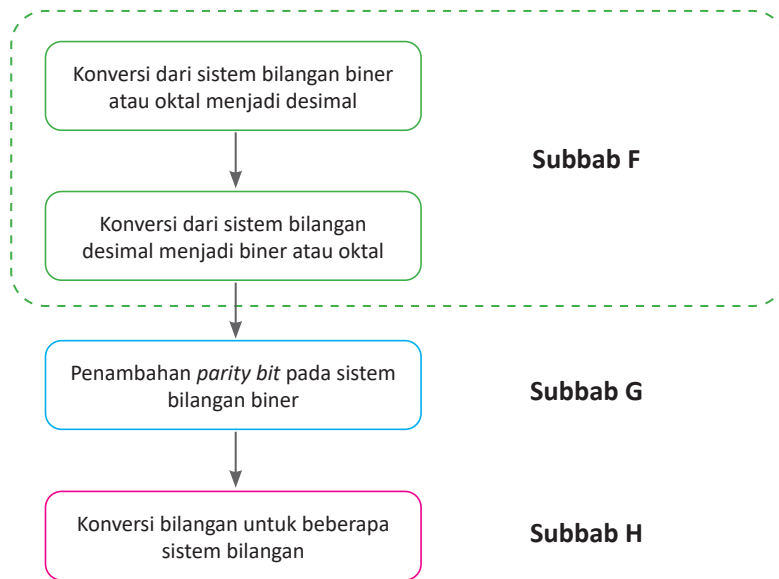 Konversi dari sistem bilangan biner
atau oktal menjadi desimal
Subbab F
Konversi dari sistem bilangan
desimal menjadi biner atau oktal
Penambahan parity bit pada sistem
bilangan biner
Subbab G
Konversi bilangan untuk beberapa
sistem bilangan
Subbab H